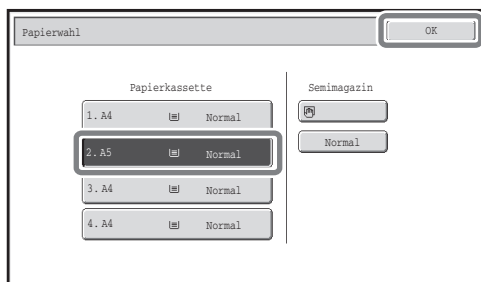 Papierwahl OK
Papierkassette Semimagazin
1. A4 Normal
2. A5 Normal
Normal
3. A4 Normal
4. A4 Normal